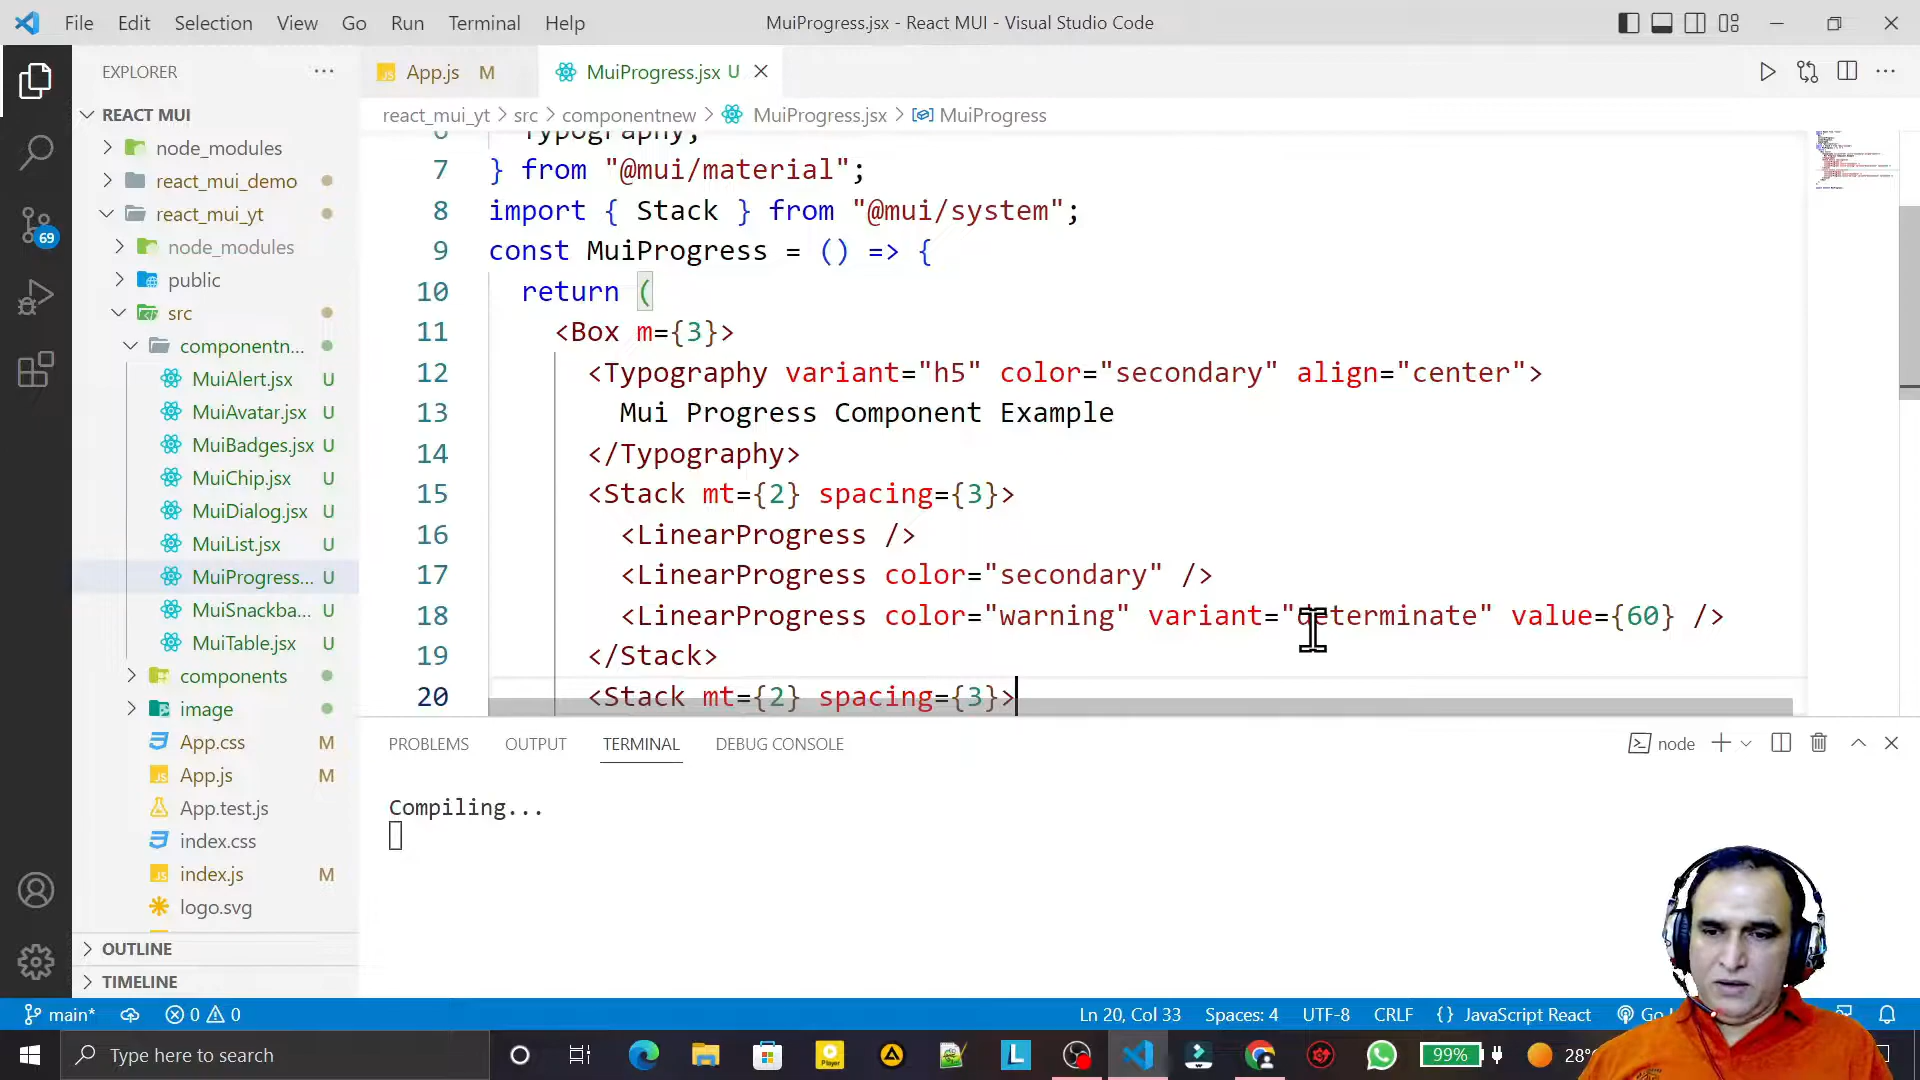 File Edit Selection View Go Run Terminal Help
MuiProgress.jsx - React MUI - Visual Studio Code
EXPLORER
App.js M
MuiProgress.jsx U
REACT MUI
react_mui_yt > src > componentnew > MuiProgress.jsx > MuiProgress
node_modules
react_mui_demo
react_mui_yt
node_modules
public
src
componentn...
MuiAlert.jsx U
MuiAvatar.jsx U
MuiBadges.jsx U
MuiChip.jsx U
MuiDialog.jsx U
MuiList.jsx U
MuiProgress... U
MuiSnackba... U
MuiTable.jsx U
components
image
App.css M
App.js M
App.test.js
index.css
index.js M
logo.svg
OUTLINE
TIMELINE
6 Typography,
7 } from "@mui/material";
8 import { Stack } from "@mui/system";
9 const MuiProgress = () => {
10 return (
11 <Box m={3}>
12 <Typography variant="h5" color="secondary" align="center">
13 Mui Progress Component Example
14 </Typography>
15 <Stack mt={2} spacing={3}>
16 <LinearProgress />
17 <LinearProgress color="secondary" />
18 <LinearProgress color="warning" variant="determinate" value={60} />
19 </Stack>
20 <Stack mt={2} spacing={3}>
PROBLEMS OUTPUT TERMINAL DEBUG CONSOLE
node
Compiling...
69
main* 0 0
Ln 20, Col 33 Spaces: 4 UTF-8 CRLF {} JavaScript React Go
Type here to search
Player
L
99%
28°